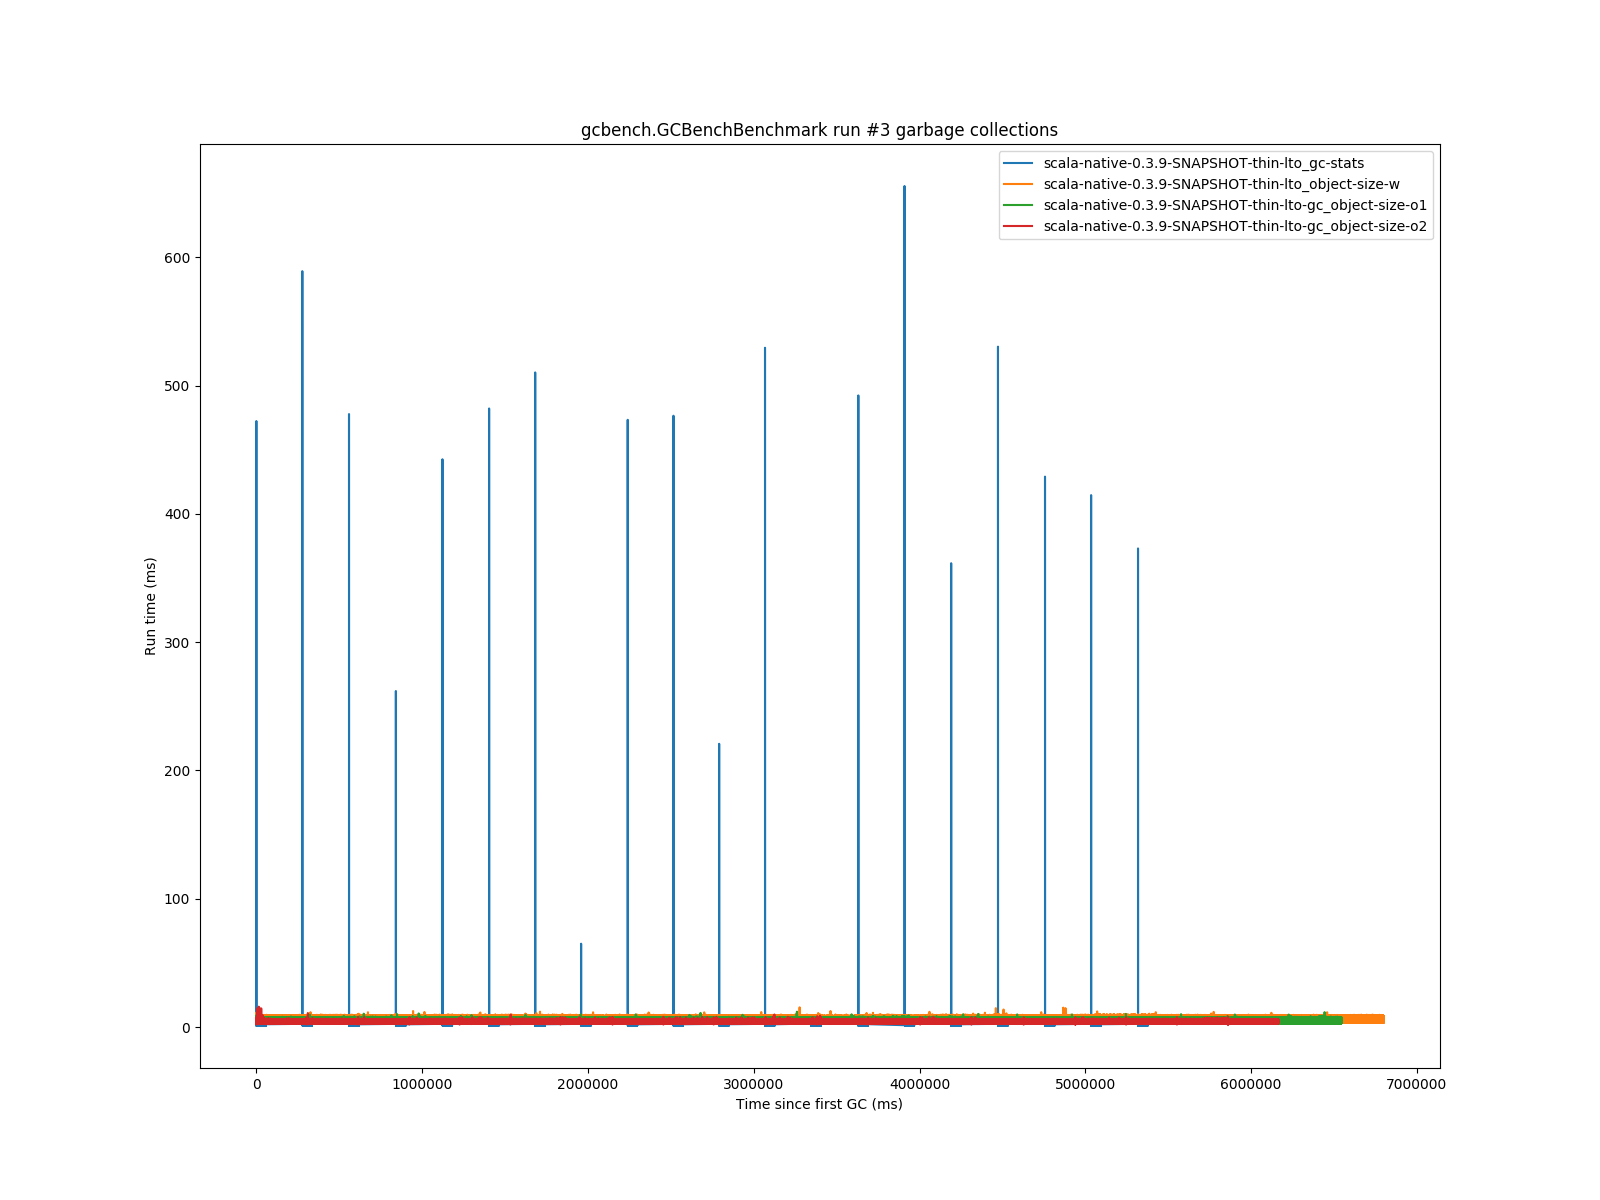 gcbench.GCBenchBenchmark run #3 garbage collections
scala-native-0.3.9-SNAPSHOT-thin-lto_gc-stats
scala-native-0.3.9-SNAPSHOT-thin-lto_object-size-w
scala-native-0.3.9-SNAPSHOT-thin-lto-gc_object-size-o1
scala-native-0.3.9-SNAPSHOT-thin-lto-gc_object-size-o2
600
500
400
300
200
100
0
Run time (ms)
0 1000000 2000000 3000000 4000000 5000000 6000000 7000000
Time since first GC (ms)